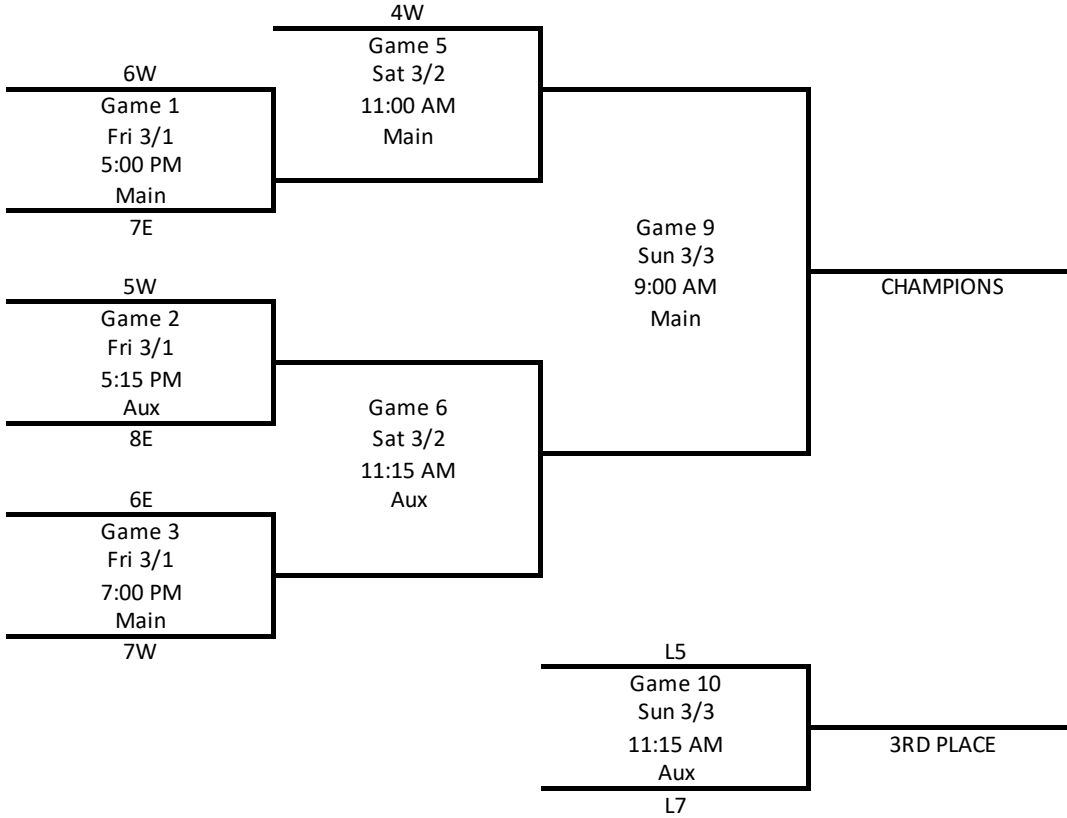 4W
Game 5
Sat 3/2
11:00 AM
Main
6W
Game 1
Fri 3/1
5:00 PM
Main
7E
5W
Game 2
Fri 3/1
5:15 PM
Aux
8E
Game 6
Sat 3/2
11:15 AM
Aux
6E
Game 3
Fri 3/1
7:00 PM
Main
7W
Game 9
Sun 3/3
9:00 AM
Main
CHAMPIONS
L5
Game 10
Sun 3/3
11:15 AM
Aux
L7
3RD PLACE